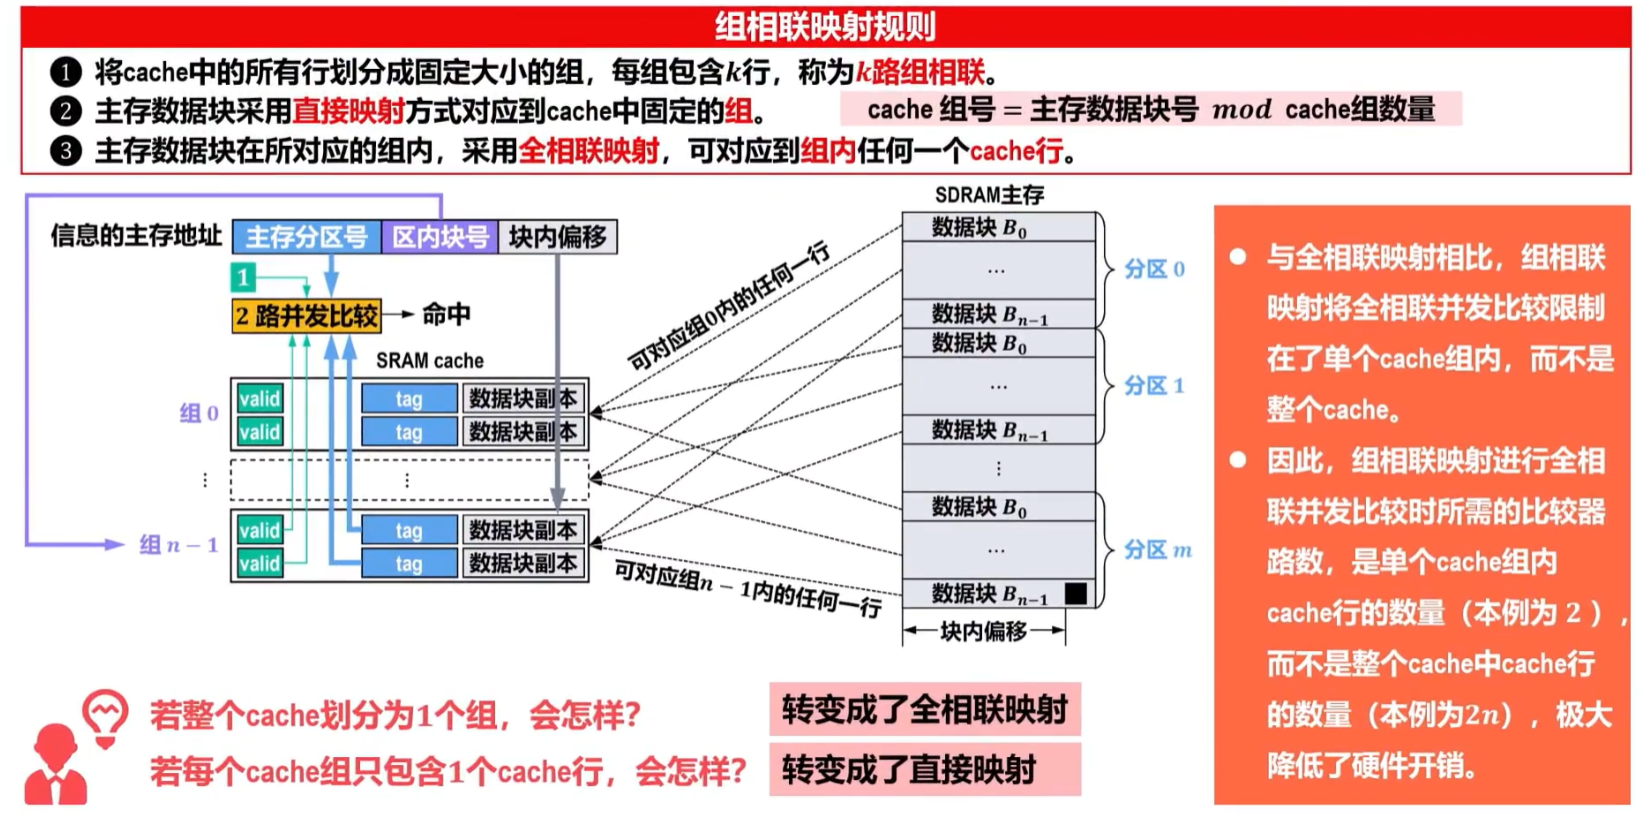 组相联映射规则
❶ 将cache中的所有行划分成固定大小的组，每组包含k行，称为k路组相联。
❷ 主存数据块采用直接映射方式对应到cache中固定的组。
cache 组号 = 主存数据块号 mod cache组数量
❸ 主存数据块在所对应的组内，采用全相联映射，可对应到组内任何一个cache行。
信息的主存地址
主存分区号
区内块号
块内偏移
1
2 路并发比较
命中
SRAM cache
组 0
valid
tag
数据块副本
valid
tag
数据块副本
⋮
⋮
组 n − 1
valid
tag
数据块副本
valid
tag
数据块副本
可对应组0内的任何一行
可对应组n − 1内的任何一行
SDRAM主存
数据块 B0
...
数据块 Bn−1
分区 0
数据块 B0
...
数据块 Bn−1
分区 1
⋮
数据块 B0
...
数据块 Bn−1
分区 m
块内偏移
● 与全相联映射相比，组相联
映射将全相联并发比较限制
在了单个cache组内，而不是
整个cache。
● 因此，组相联映射进行全相
联并发比较时所需的比较器
路数，是单个cache组内
cache行的数量（本例为 2 ），
而不是整个cache中cache行
的数量（本例为2n），极大
降低了硬件开销。
若整个cache划分为1个组，会怎样？
转变成了全相联映射
若每个cache组只包含1个cache行，会怎样？
转变成了直接映射